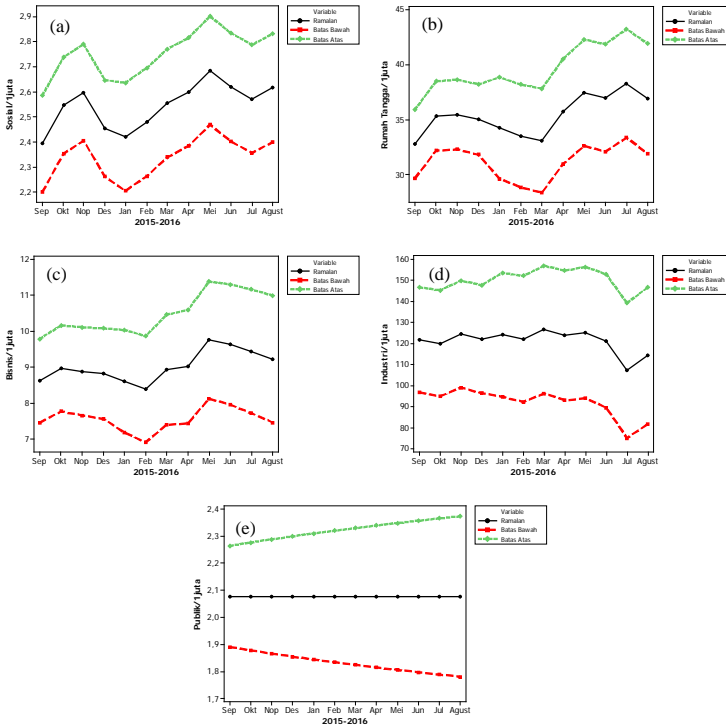 (a)
Sosial/1juta
2,9
2,8
2,7
2,6
2,5
2,4
2,3
2,2
Sep Okt Nop Des Jan Feb Mar Apr Mei Jun Jul Agust
2015-2016
Variable
Ramalan
Batas Bawah
Batas Atas
(b)
Rumah Tangga/1juta
45
40
35
30
Sep Okt Nop Des Jan Feb Mar Apr Mei Jun Jul Agust
2015-2016
Variable
Ramalan
Batas Bawah
Batas Atas
(c)
Bisnis/1juta
12
11
10
9
8
7
Sep Okt Nop Des Jan Feb Mar Apr Mei Jun Jul Agust
2015-2016
Variable
Ramalan
Batas Bawah
Batas Atas
(d)
Industri/1juta
160
150
140
130
120
110
100
90
80
70
Sep Okt Nop Des Jan Feb Mar Apr Mei Jun Jul Agust
2015-2016
Variable
Ramalan
Batas Bawah
Batas Atas
(e)
Publik/1juta
2,4
2,3
2,2
2,1
2,0
1,9
1,8
1,7
Sep Okt Nop Des Jan Feb Mar Apr Mei Jun Jul Agust
2015-2016
Variable
Ramalan
Batas Bawah
Batas Atas